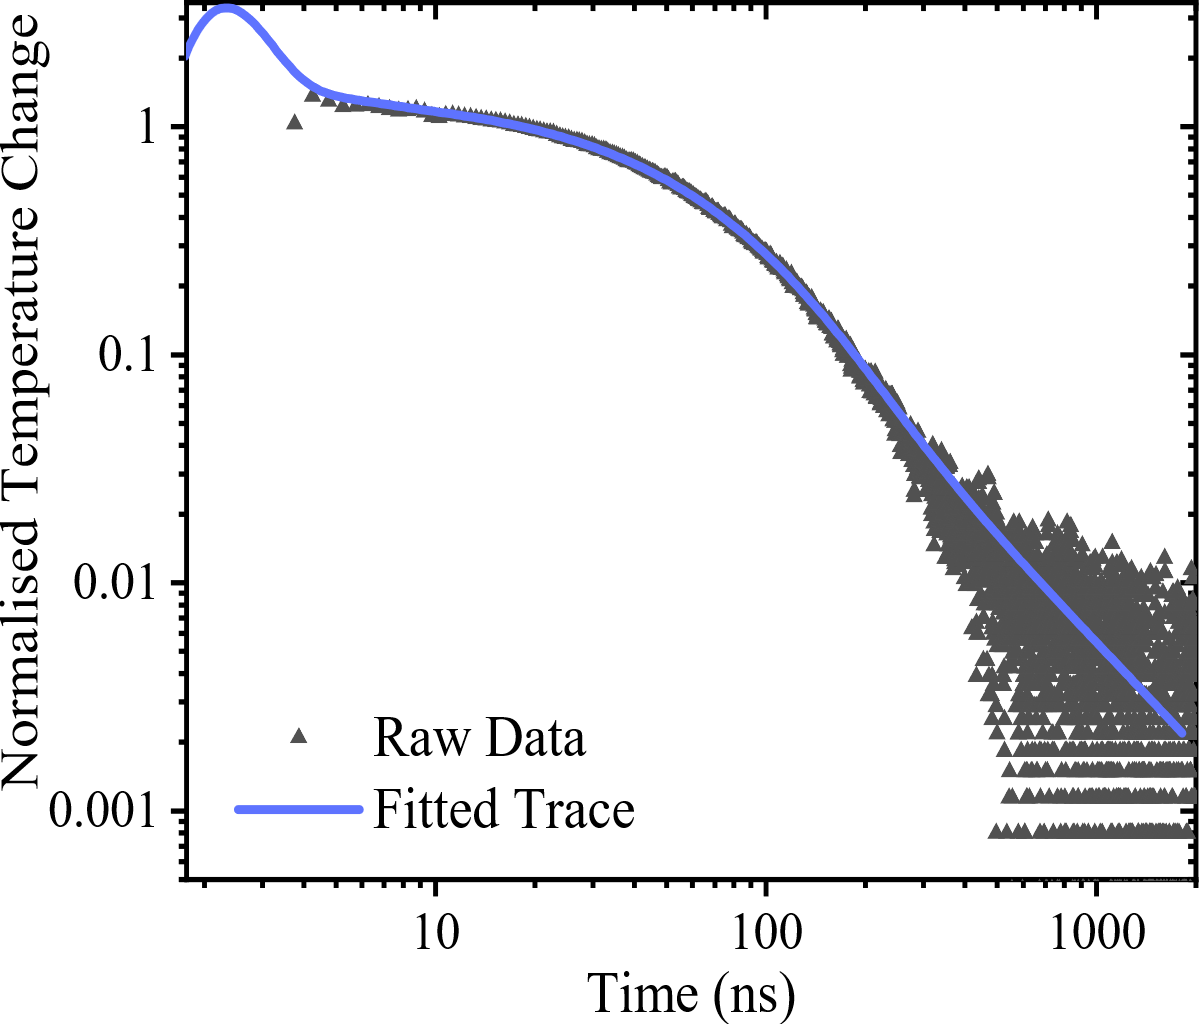 Normalised Temperature Change
1
0.1
0.01
0.001
Raw Data
Fitted Trace
10
100
1000
Time (ns)